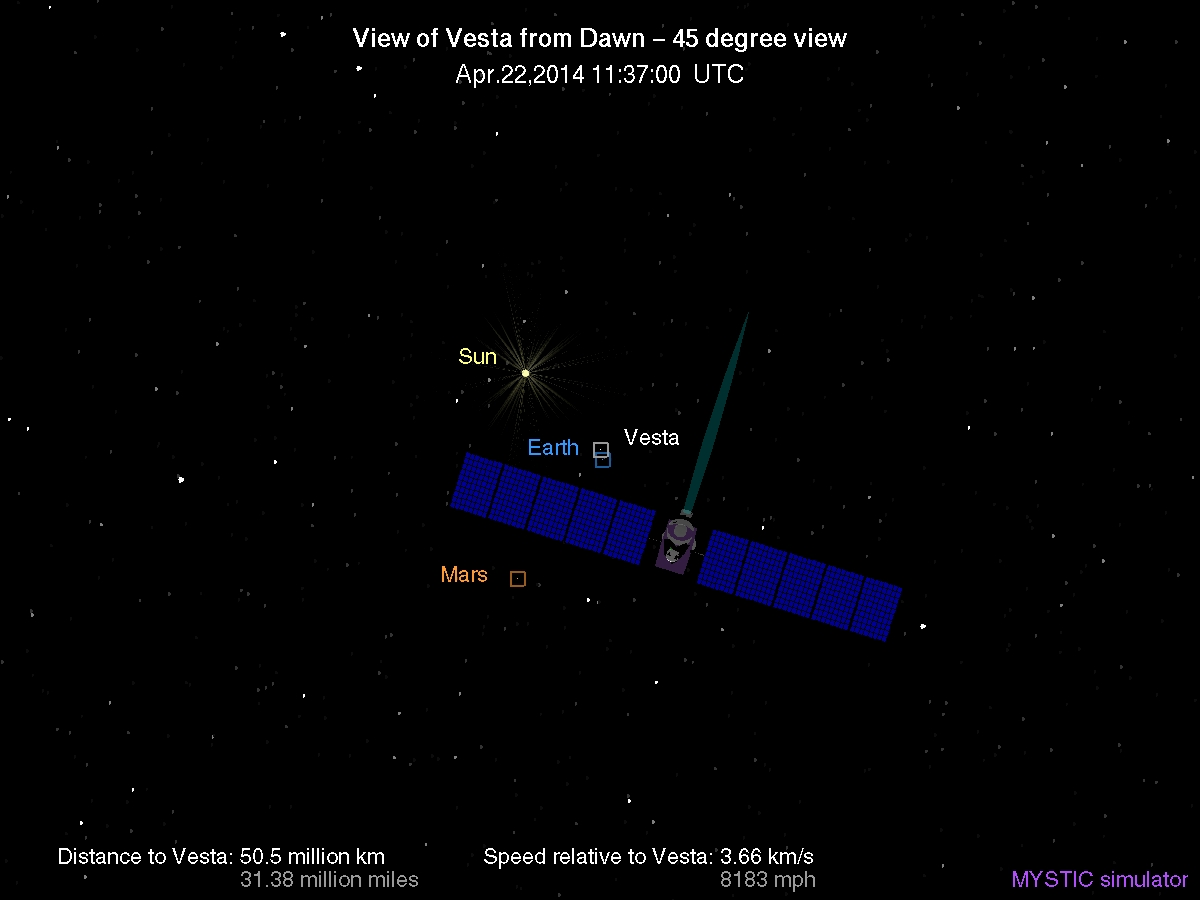 View of Vesta from Dawn – 45 degree view
Apr.22,2014 11:37:00 UTC
Sun
Earth
Vesta
Mars
Distance to Vesta: 50.5 million km
31.38 million miles
Speed relative to Vesta: 3.66 km/s
8183 mph
MYSTIC simulator